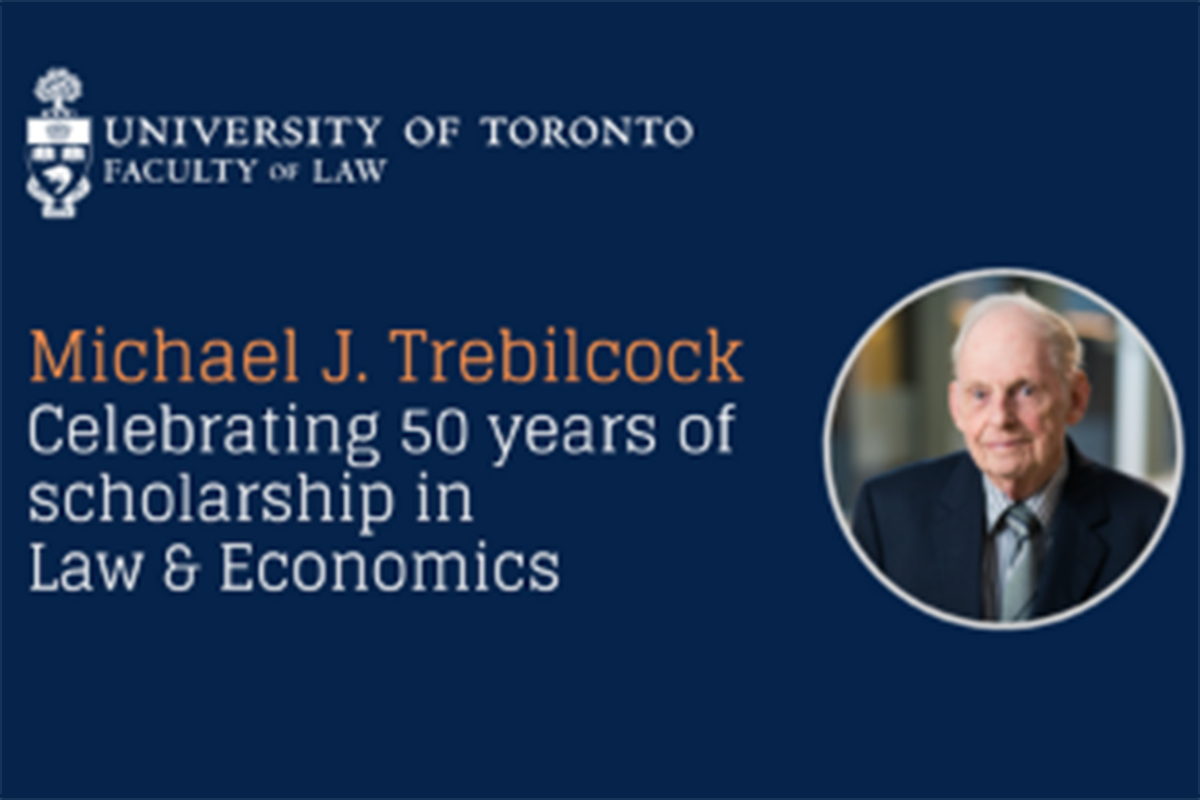 UNIVERSITY OF TORONTO
FACULTY OF LAW
Michael J. Trebilcock
Celebrating 50 years of
scholarship in
Law & Economics